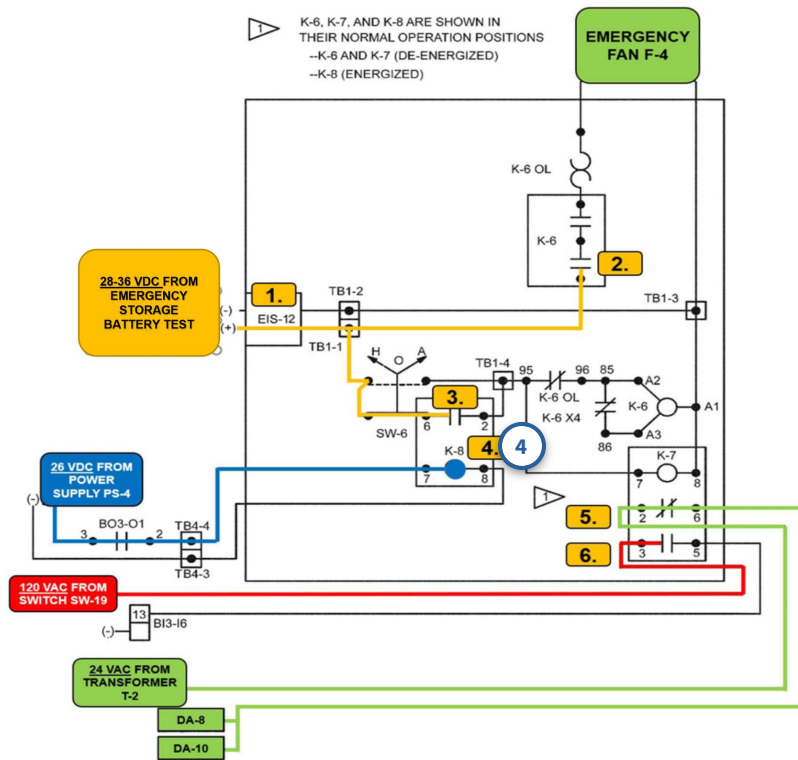 1
K-6, K-7, AND K-8 ARE SHOWN IN
THEIR NORMAL OPERATION POSITIONS
--K-6 AND K-7 (DE-ENERGIZED)
--K-8 (ENERGIZED)
EMERGENCY
FAN F-4
K-6 OL
K-6
2.
28-36 VDC FROM
EMERGENCY
STORAGE
BATTERY TEST
(-)
(+)
1.
EIS-12
TB1-2
TB1-1
TB1-3
H
O
A
TB1-4
95
96
85
A2
K-6 OL
K-6 X4
K-6
A1
86
A3
3.
6
2
SW-6
4.
4
K-8
7
8
K-7
7
8
1
5.
2
6
6.
3
5
26 VDC FROM
POWER
SUPPLY PS-4
(-)
BO3-O1
3
2
TB4-4
TB4-3
120 VAC FROM
SWITCH SW-19
13
(-)
BI3-I6
24 VAC FROM
TRANSFORMER
T-2
DA-8
DA-10